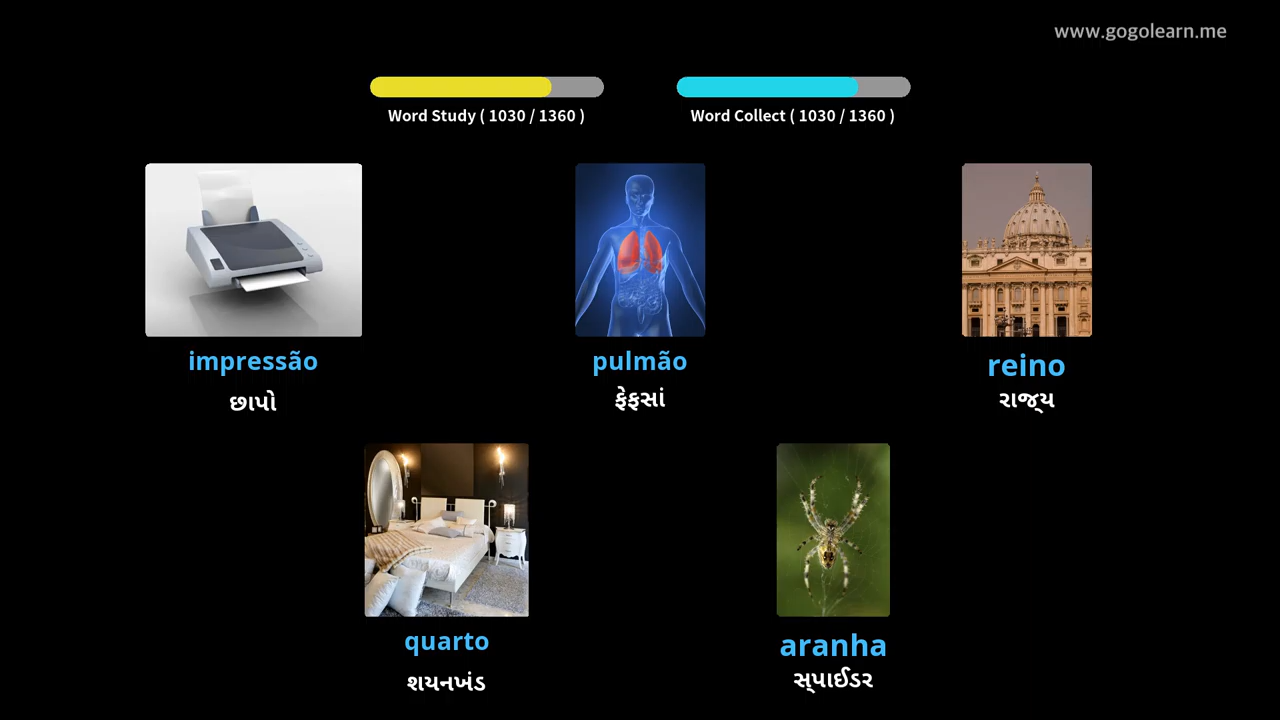 www.gogolearn.me
Word Study ( 1030 / 1360 )
Word Collect ( 1030 / 1360 )
impressão
છાપો
pulmão
ફેફસાં
reino
રાજ્ય
quarto
શયનખંડ
aranha
સ્પાઈડર